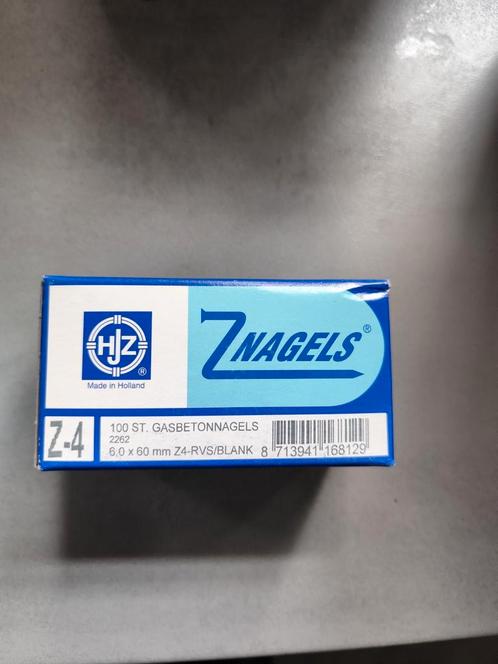 HJZ
®
Made in Holland
ZNAGELS®
Z-4
100 ST. GASBETONNAGELS
2262
6,0 x 60 mm Z4-RVS/BLANK
8 713941 168129